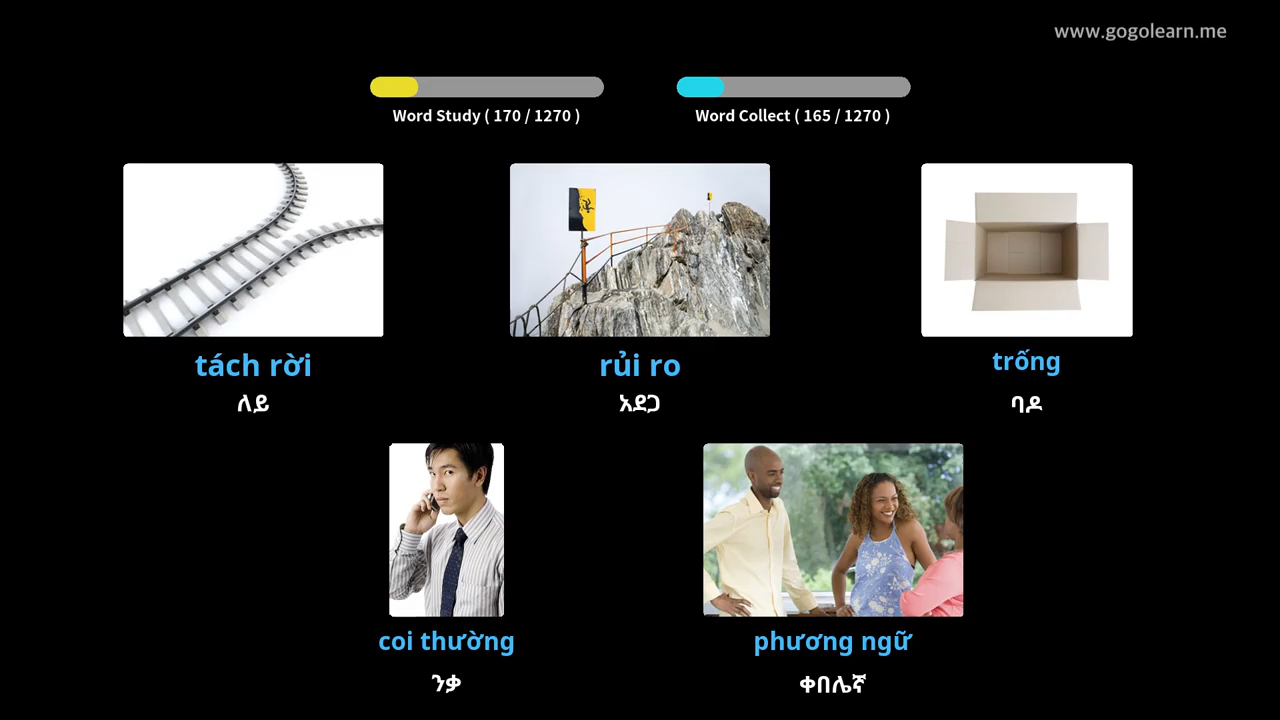 www.gogolearn.me
Word Study ( 170 / 1270 )
Word Collect ( 165 / 1270 )
tách rời
ለይ
rủi ro
አደጋ
trống
ባዶ
coi thường
ንቃ
phương ngữ
ቀበሌኛ